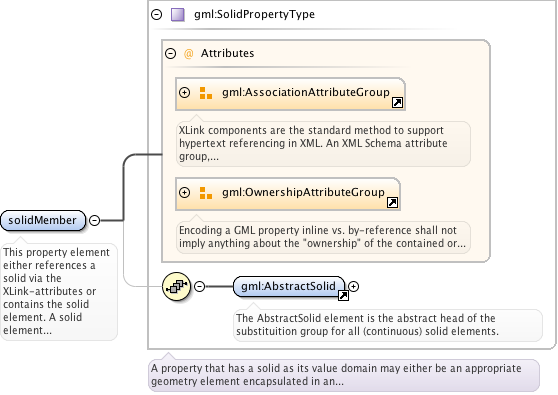 gml:SolidPropertyType
@ Attributes
gml:AssociationAttributeGroup
XLink components are the standard method to support
hypertext referencing in XML. An XML Schema attribute
group,...
gml:OwnershipAttributeGroup
Encoding a GML property inline vs. by-reference shall not
imply anything about the "ownership" of the contained or...
solidMember
This property element
either references a
solid via the
XLink-attributes or
contains the solid
element. A solid
element...
gml:AbstractSolid
The AbstractSolid element is the abstract head of the
substituition group for all (continuous) solid elements.
A property that has a solid as its value domain may either be an appropriate
geometry element encapsulated in an...